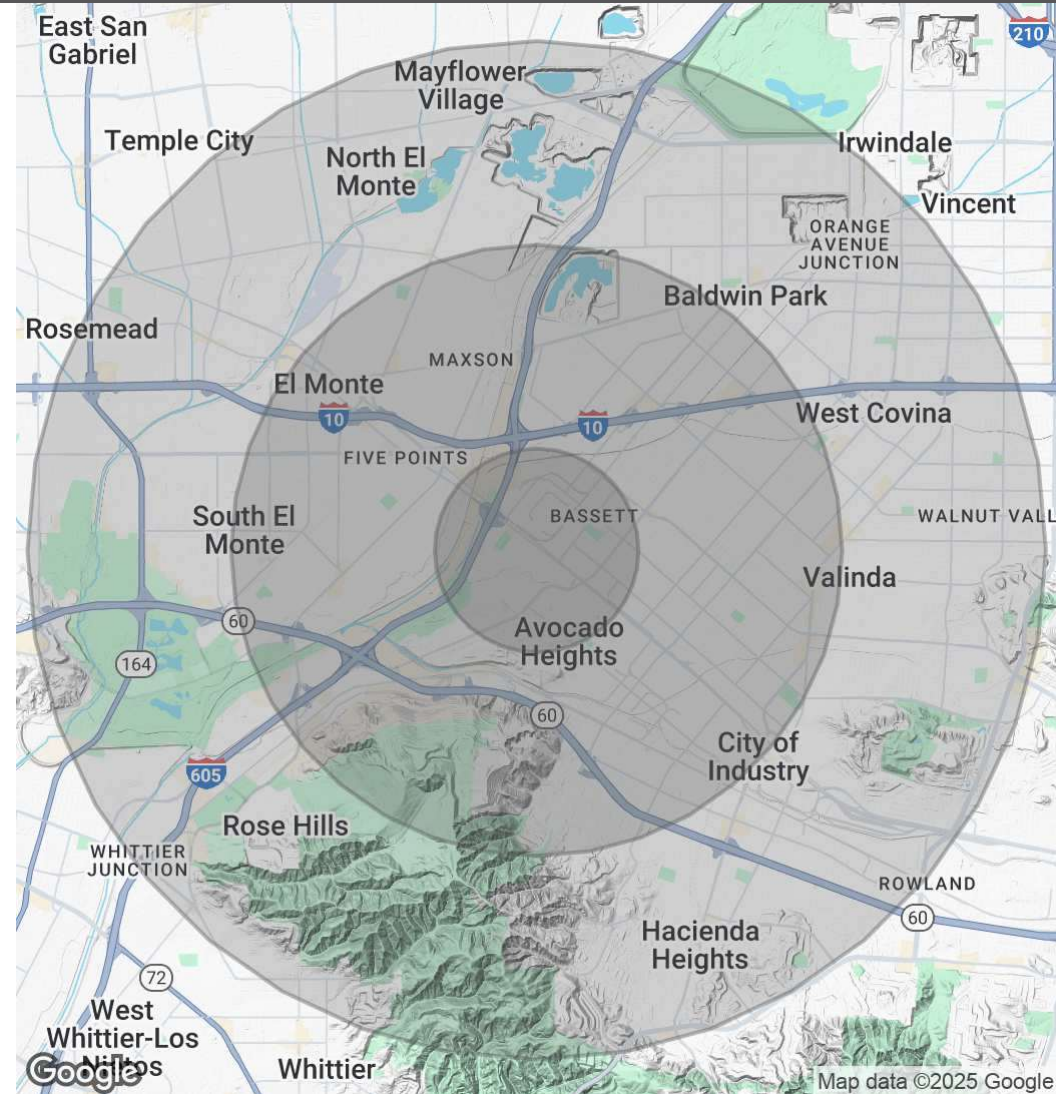 East San
Gabriel
210
Mayflower
Village
Temple City
North El
Monte
Irwindale
Vincent
ORANGE
AVENUE
JUNCTION
Baldwin Park
Rosemead
MAXSON
El Monte
10
10
West Covina
FIVE POINTS
South El
Monte
BASSETT
WALNUT VALL
Valinda
60
Avocado
Heights
164
60
City of
Industry
605
Rose Hills
WHITTIER
JUNCTION
ROWLAND
60
Hacienda
Heights
72
West
Whittier-Los
Nietos
Google
Whittier
Map data ©2025 Google